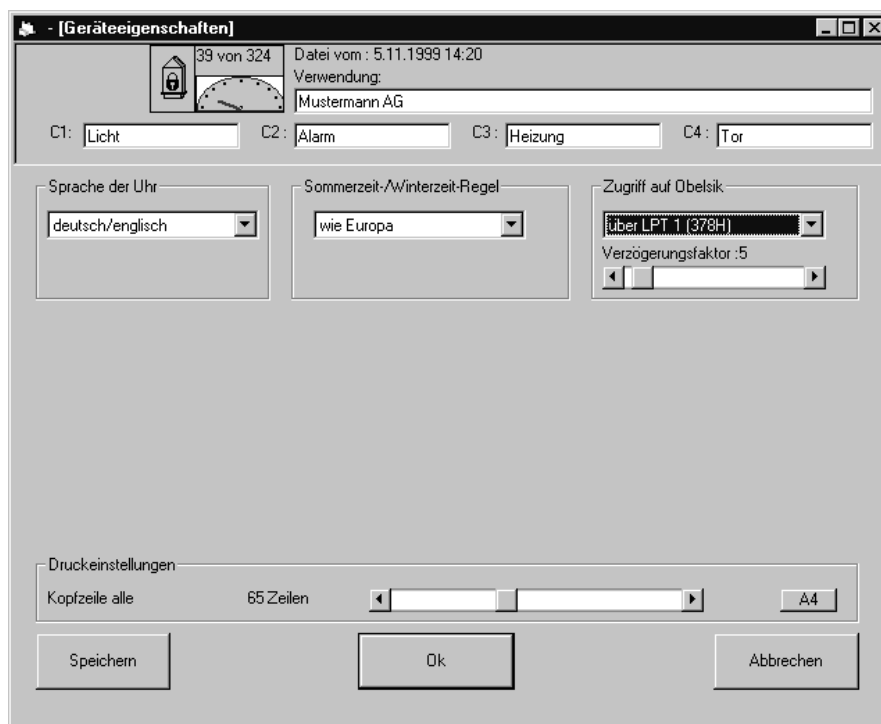 - [Geräteeigenschaften]
39 von 324
Datei vom : 5.11.1999 14:20
Verwendung:
Mustermann AG
C1: Licht C2 : Alarm C3 : Heizung C4 : Tor
Sprache der Uhr
deutsch/englisch
Sommerzeit-/Winterzeit-Regel
wie Europa
Zugriff auf Obelsik
über LPT 1 (378H)
Verzögerungsfaktor :5
Druckeinstellungen
Kopfzeile alle 65 Zeilen A4
Speichern Ok Abbrechen